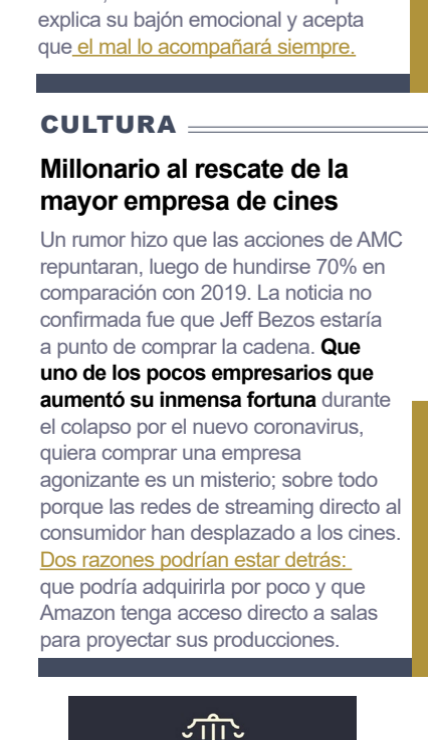 explica su bajón emocional y acepta
que el mal lo acompañará siempre.
CULTURA
Millonario al rescate de la
mayor empresa de cines
Un rumor hizo que las acciones de AMC
repuntaran, luego de hundirse 70% en
comparación con 2019. La noticia no
confirmada fue que Jeff Bezos estaría
a punto de comprar la cadena. Que
uno de los pocos empresarios que
aumentó su inmensa fortuna durante
el colapso por el nuevo coronavirus,
quiera comprar una empresa
agonizante es un misterio; sobre todo
porque las redes de streaming directo al
consumidor han desplazado a los cines.
Dos razones podrían estar detrás:
que podría adquirirla por poco y que
Amazon tenga acceso directo a salas
para proyectar sus producciones.